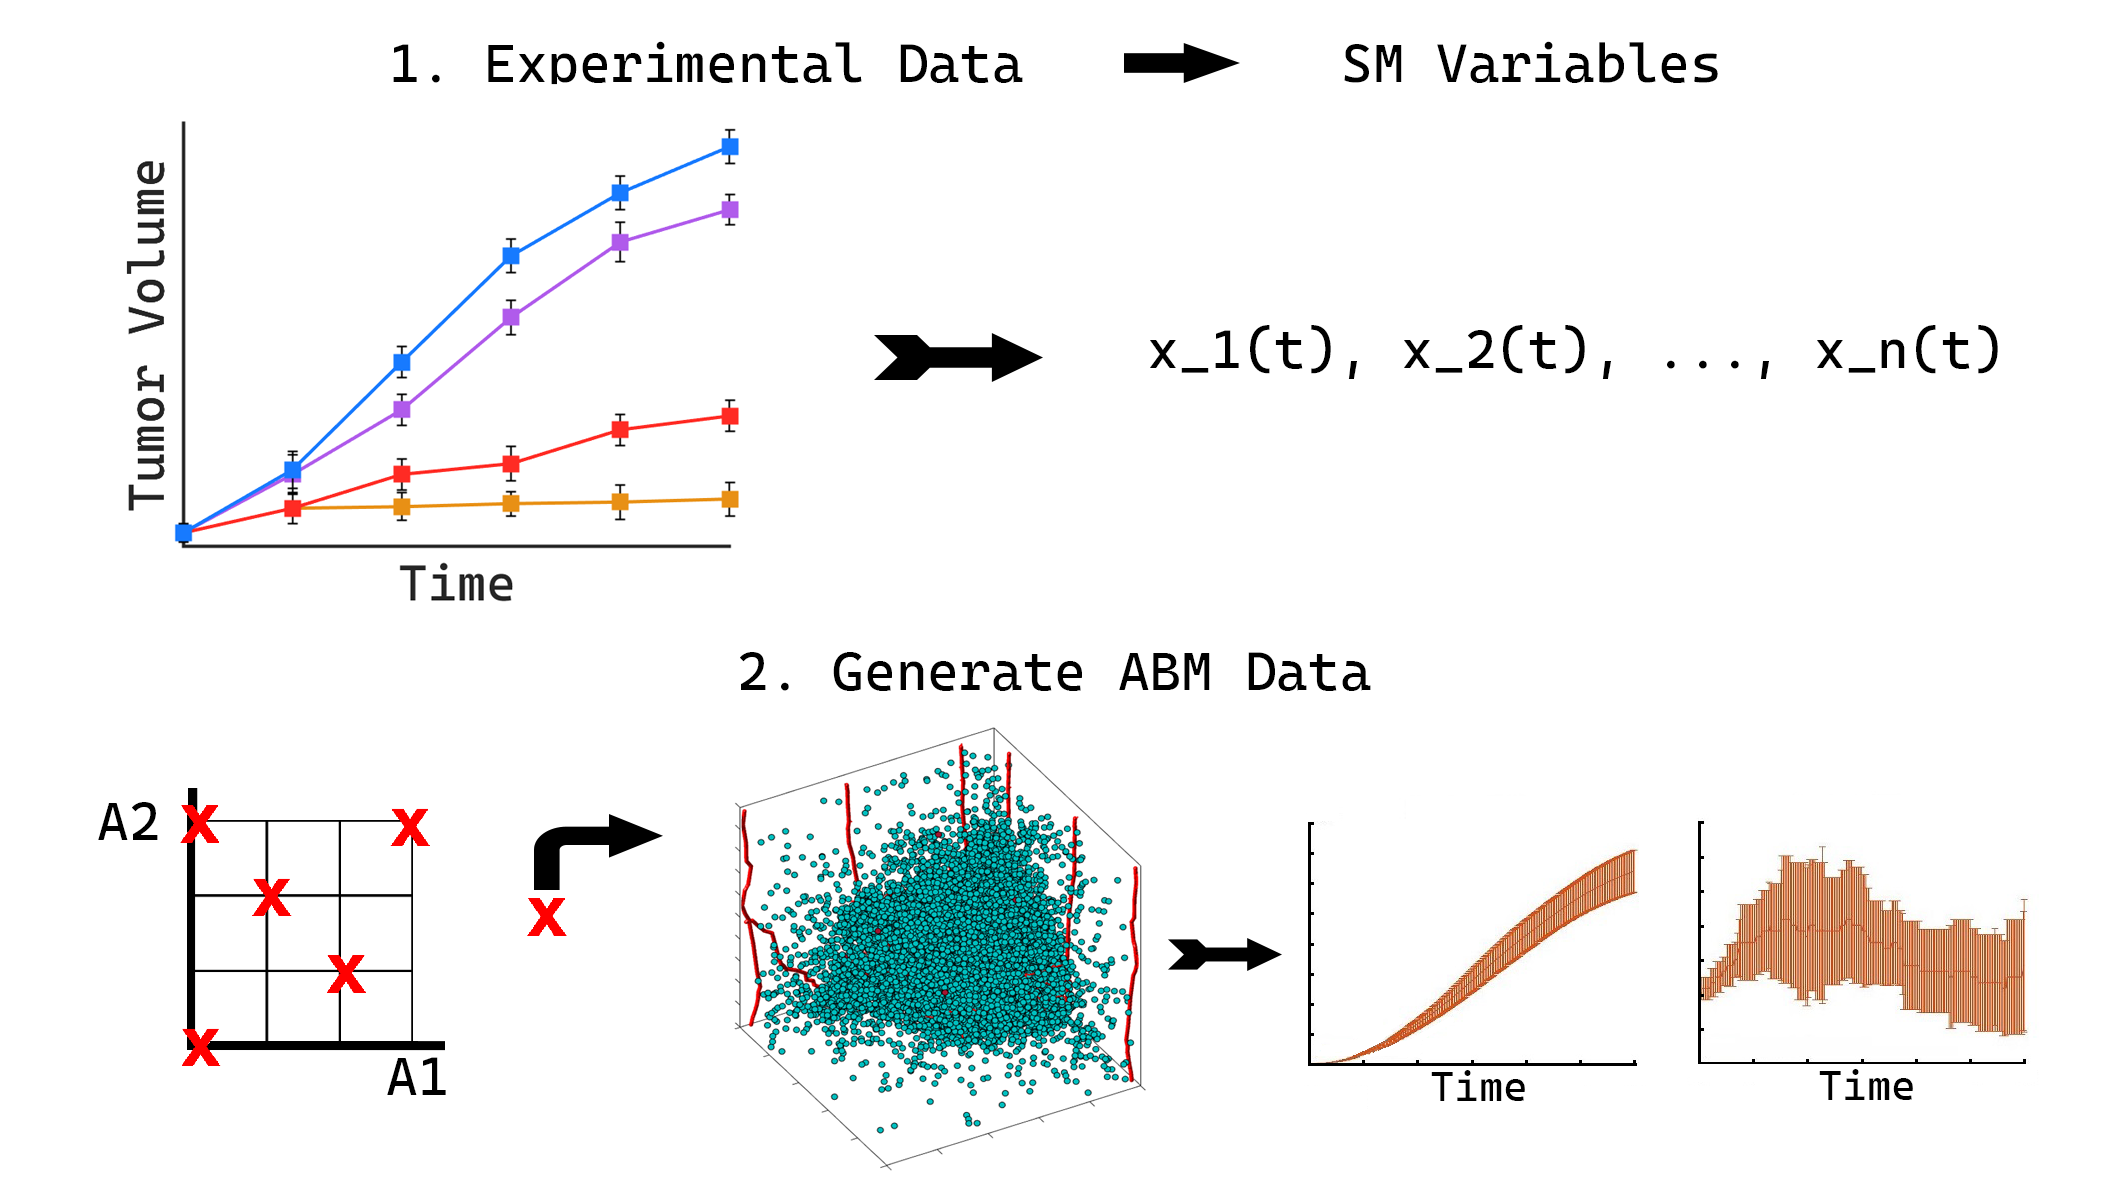 1. Experimental Data
SM Variables
Tumor Volume
Time
x_1(t), x_2(t), ..., x_n(t)
2. Generate ABM Data
A2
X
X
X
X
X
A1
X
Time
Time